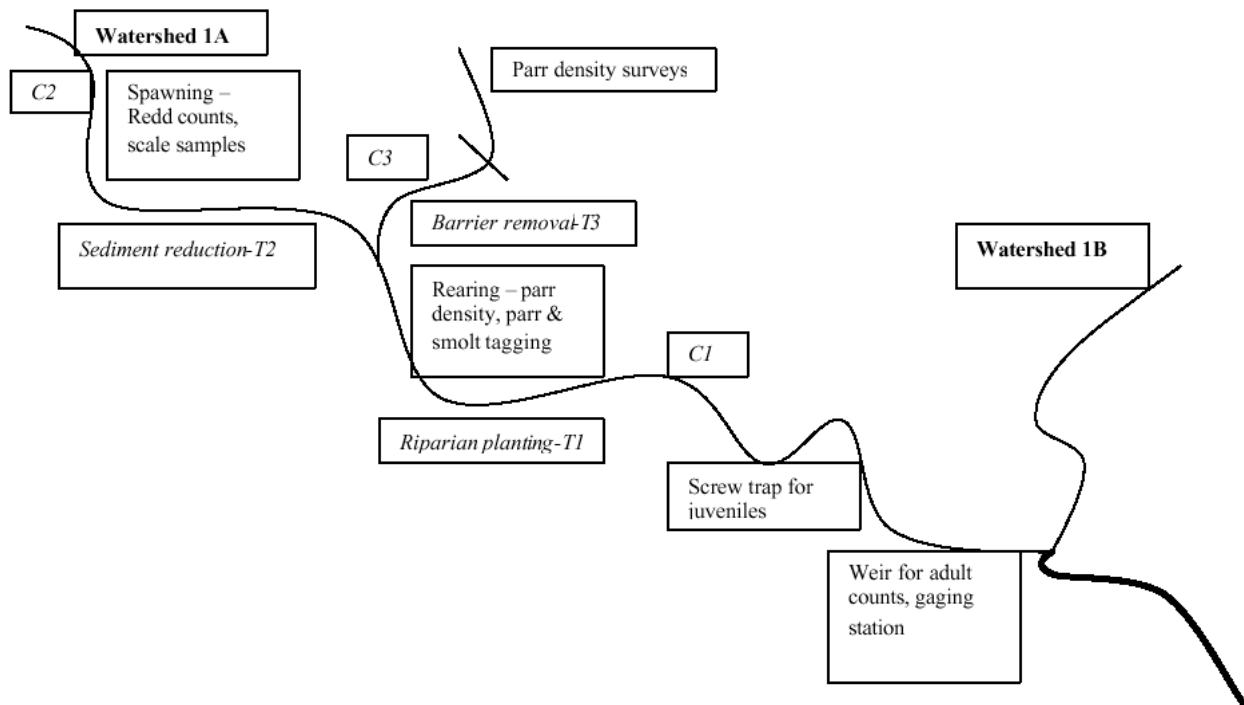 Watershed 1A
C2
Spawning –
Redd counts,
scale samples
Parr density surveys
C3
Sediment reduction-T2
Barrier removal-T3
Watershed 1B
Rearing – parr
density, parr &
smolt tagging
C1
Riparian planting-T1
Screw trap for
juveniles
Weir for adult
counts, gaging
station